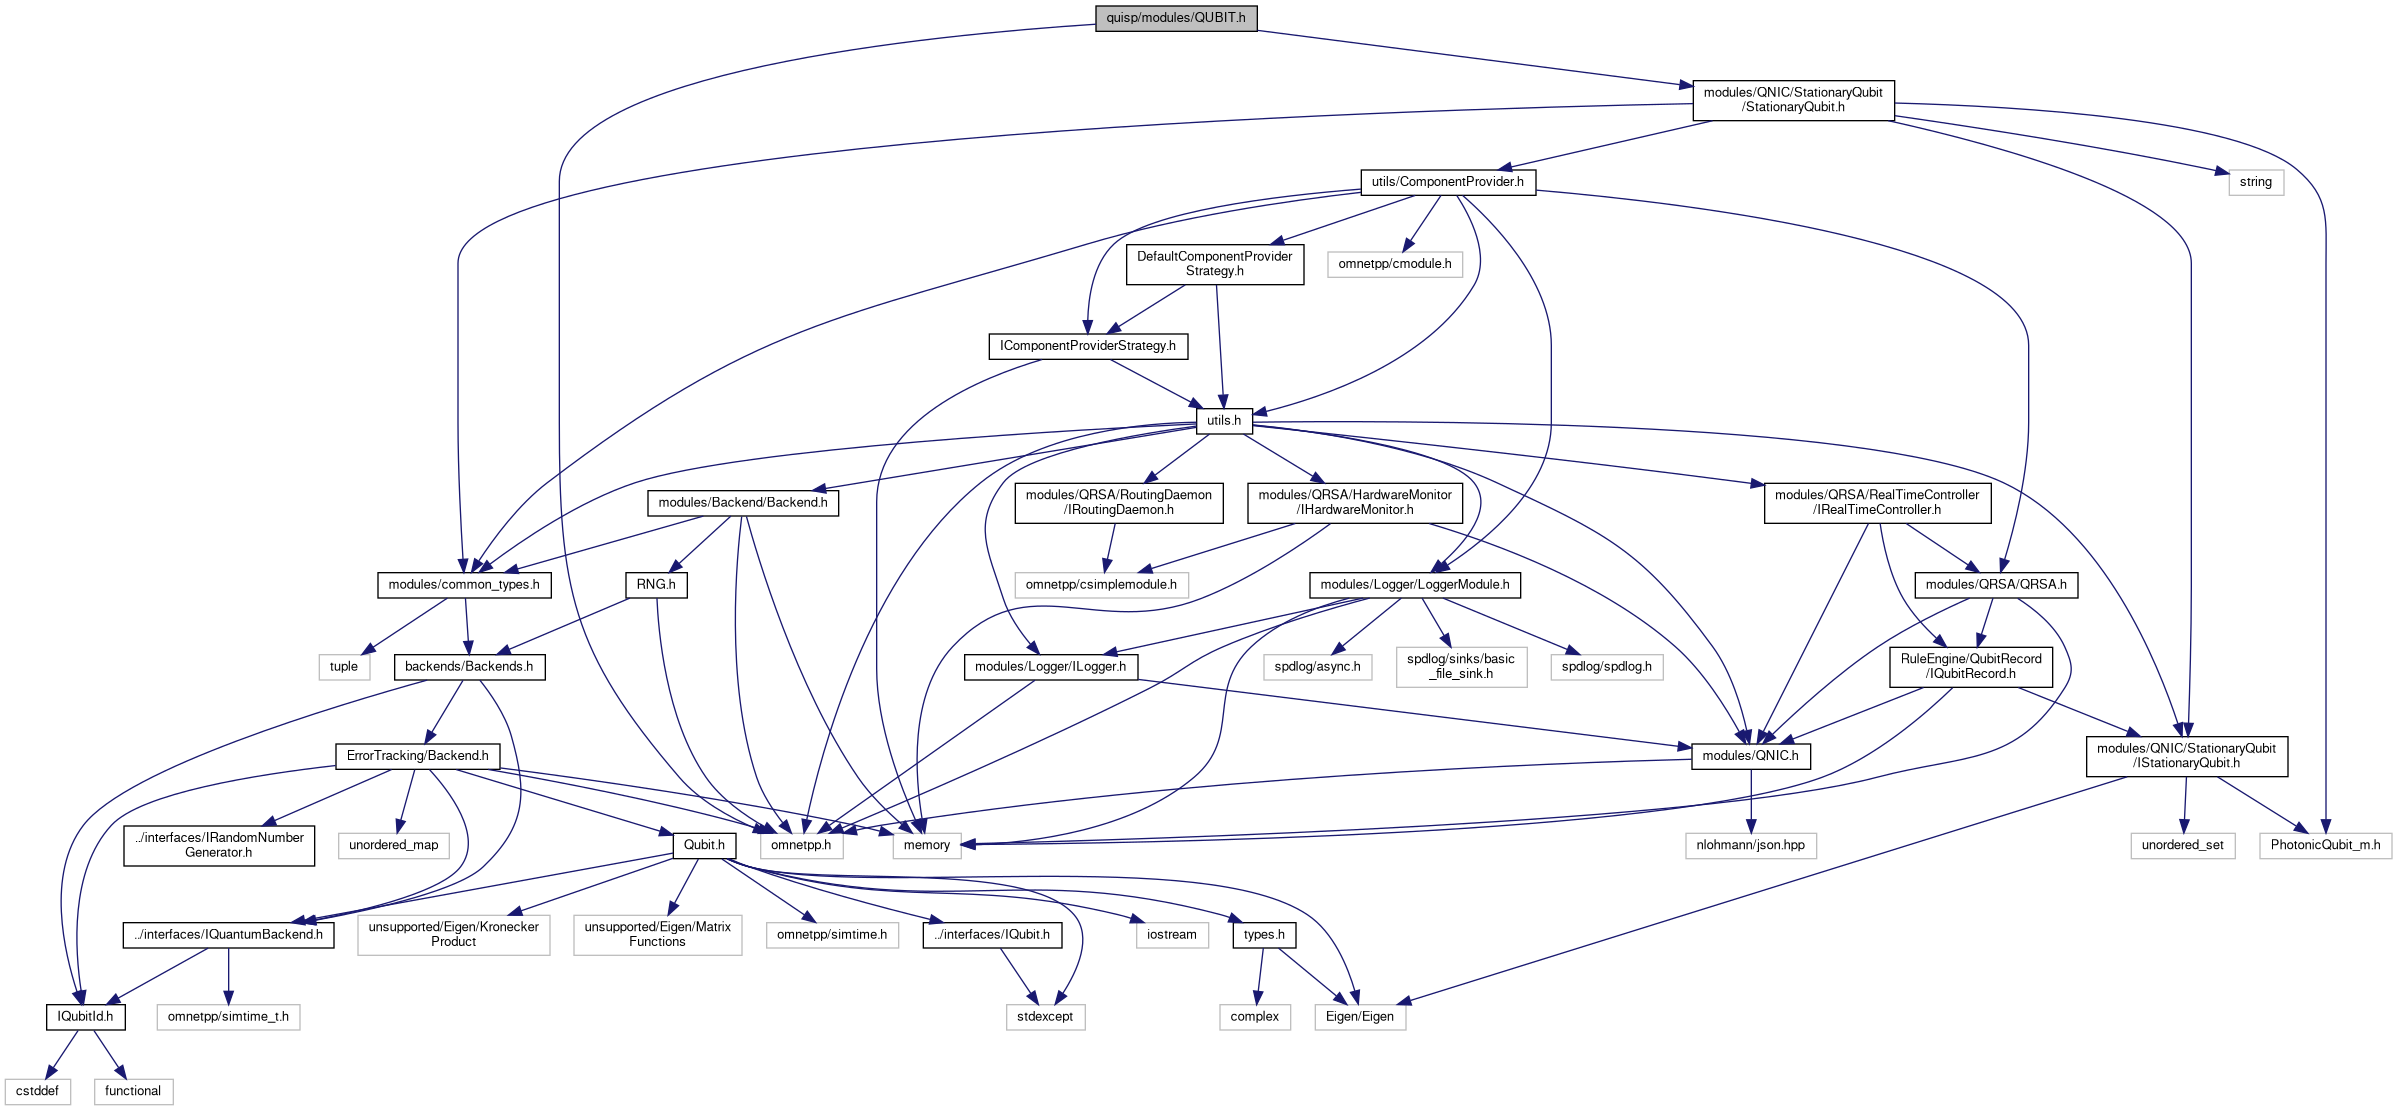 quisp/modules/QUBIT.h
modules/QNIC/StationaryQubit
/StationaryQubit.h
utils/ComponentProvider.h
string
DefaultComponentProvider
Strategy.h
omnetpp/cmodule.h
IComponentProviderStrategy.h
utils.h
modules/Backend/Backend.h
modules/QRSA/RoutingDaemon
/IRoutingDaemon.h
modules/QRSA/HardwareMonitor
/IHardwareMonitor.h
modules/QRSA/RealTimeController
/IRealTimeController.h
modules/common_types.h
RNG.h
omnetpp/csimplemodule.h
modules/Logger/LoggerModule.h
modules/QRSA/QRSA.h
tuple
backends/Backends.h
modules/Logger/ILogger.h
spdlog/async.h
spdlog/sinks/basic
_file_sink.h
spdlog/spdlog.h
RuleEngine/QubitRecord
/IQubitRecord.h
ErrorTracking/Backend.h
modules/QNIC.h
modules/QNIC/StationaryQubit
/IStationaryQubit.h
../interfaces/IRandomNumber
Generator.h
unordered_map
Qubit.h
omnetpp.h
memory
nlohmann/json.hpp
unordered_set
PhotonicQubit_m.h
../interfaces/IQuantumBackend.h
unsupported/Eigen/Kronecker
Product
unsupported/Eigen/Matrix
Functions
omnetpp/simtime.h
../interfaces/IQubit.h
iostream
types.h
IQubitId.h
omnetpp/simtime_t.h
stdexcept
complex
Eigen/Eigen
cstddef
functional